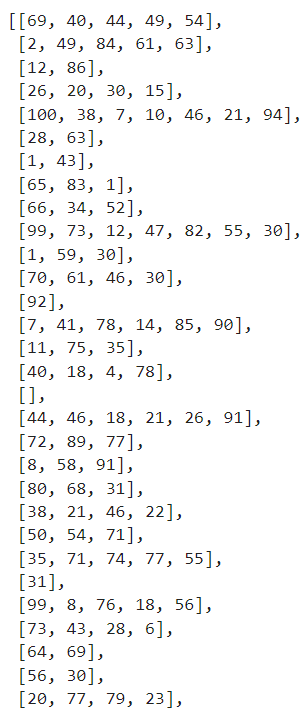 [[69, 40, 44, 49, 54],
[2, 49, 84, 61, 63],
[12, 86],
[26, 20, 30, 15],
[100, 38, 7, 10, 46, 21, 94],
[28, 63],
[1, 43],
[65, 83, 1],
[66, 34, 52],
[99, 73, 12, 47, 82, 55, 30],
[1, 59, 30],
[70, 61, 46, 30],
[92],
[7, 41, 78, 14, 85, 90],
[11, 75, 35],
[40, 18, 4, 78],
[],
[44, 46, 18, 21, 26, 91],
[72, 89, 77],
[8, 58, 91],
[80, 68, 31],
[38, 21, 46, 22],
[50, 54, 71],
[35, 71, 74, 77, 55],
[31],
[99, 8, 76, 18, 56],
[73, 43, 28, 6],
[64, 69],
[56, 30],
[20, 77, 79, 23],